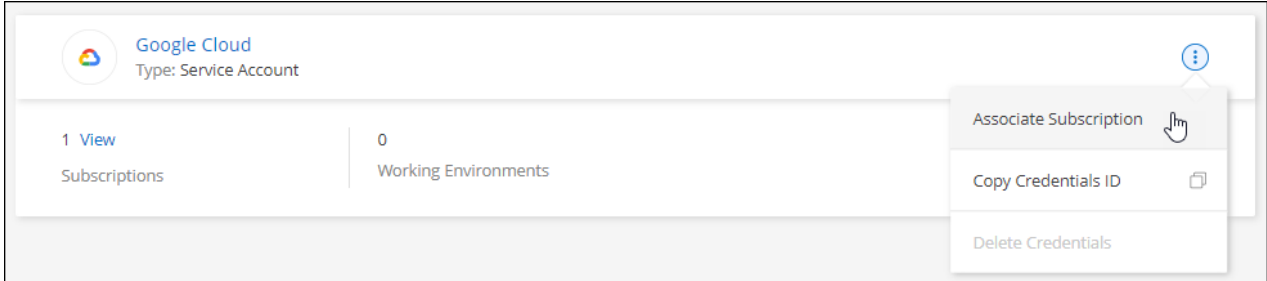 Google Cloud
Type: Service Account
Associate Subscription
1 View
0
Subscriptions
Working Environments
Copy Credentials ID
Delete Credentials